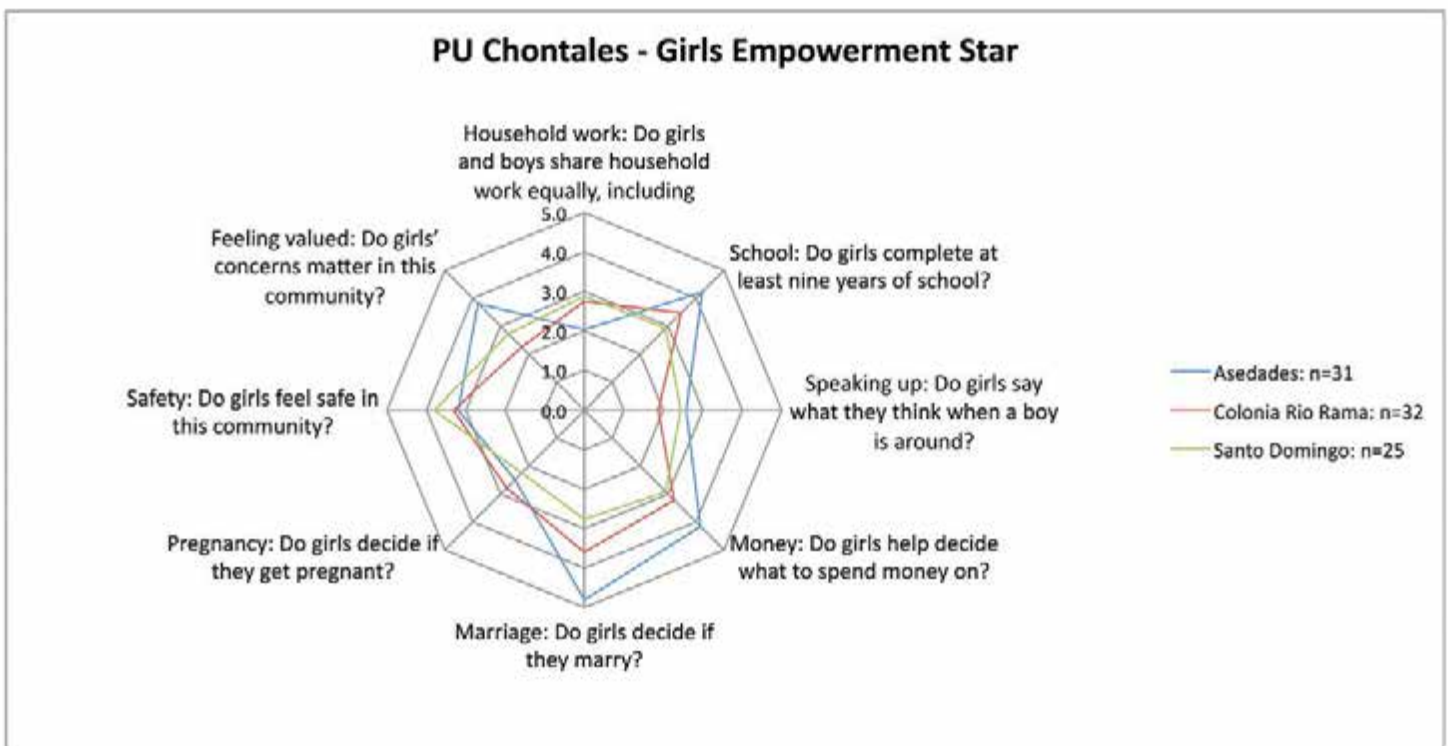 PU Chontales - Girls Empowerment Star
Household work: Do girls
and boys share household
work equally, including
School: Do girls complete at
least nine years of school?
Speaking up: Do girls say
what they think when a boy
is around?
Money: Do girls help decide
what to spend money on?
Marriage: Do girls decide if
they marry?
Pregnancy: Do girls decide if
they get pregnant?
Safety: Do girls feel safe in
this community?
Feeling valued: Do girls'
concerns matter in this
community?
5.0
4.0
3.0
2.0
1.0
0.0
Asedades: n=31
Colonia Rio Rama: n=32
Santo Domingo: n=25